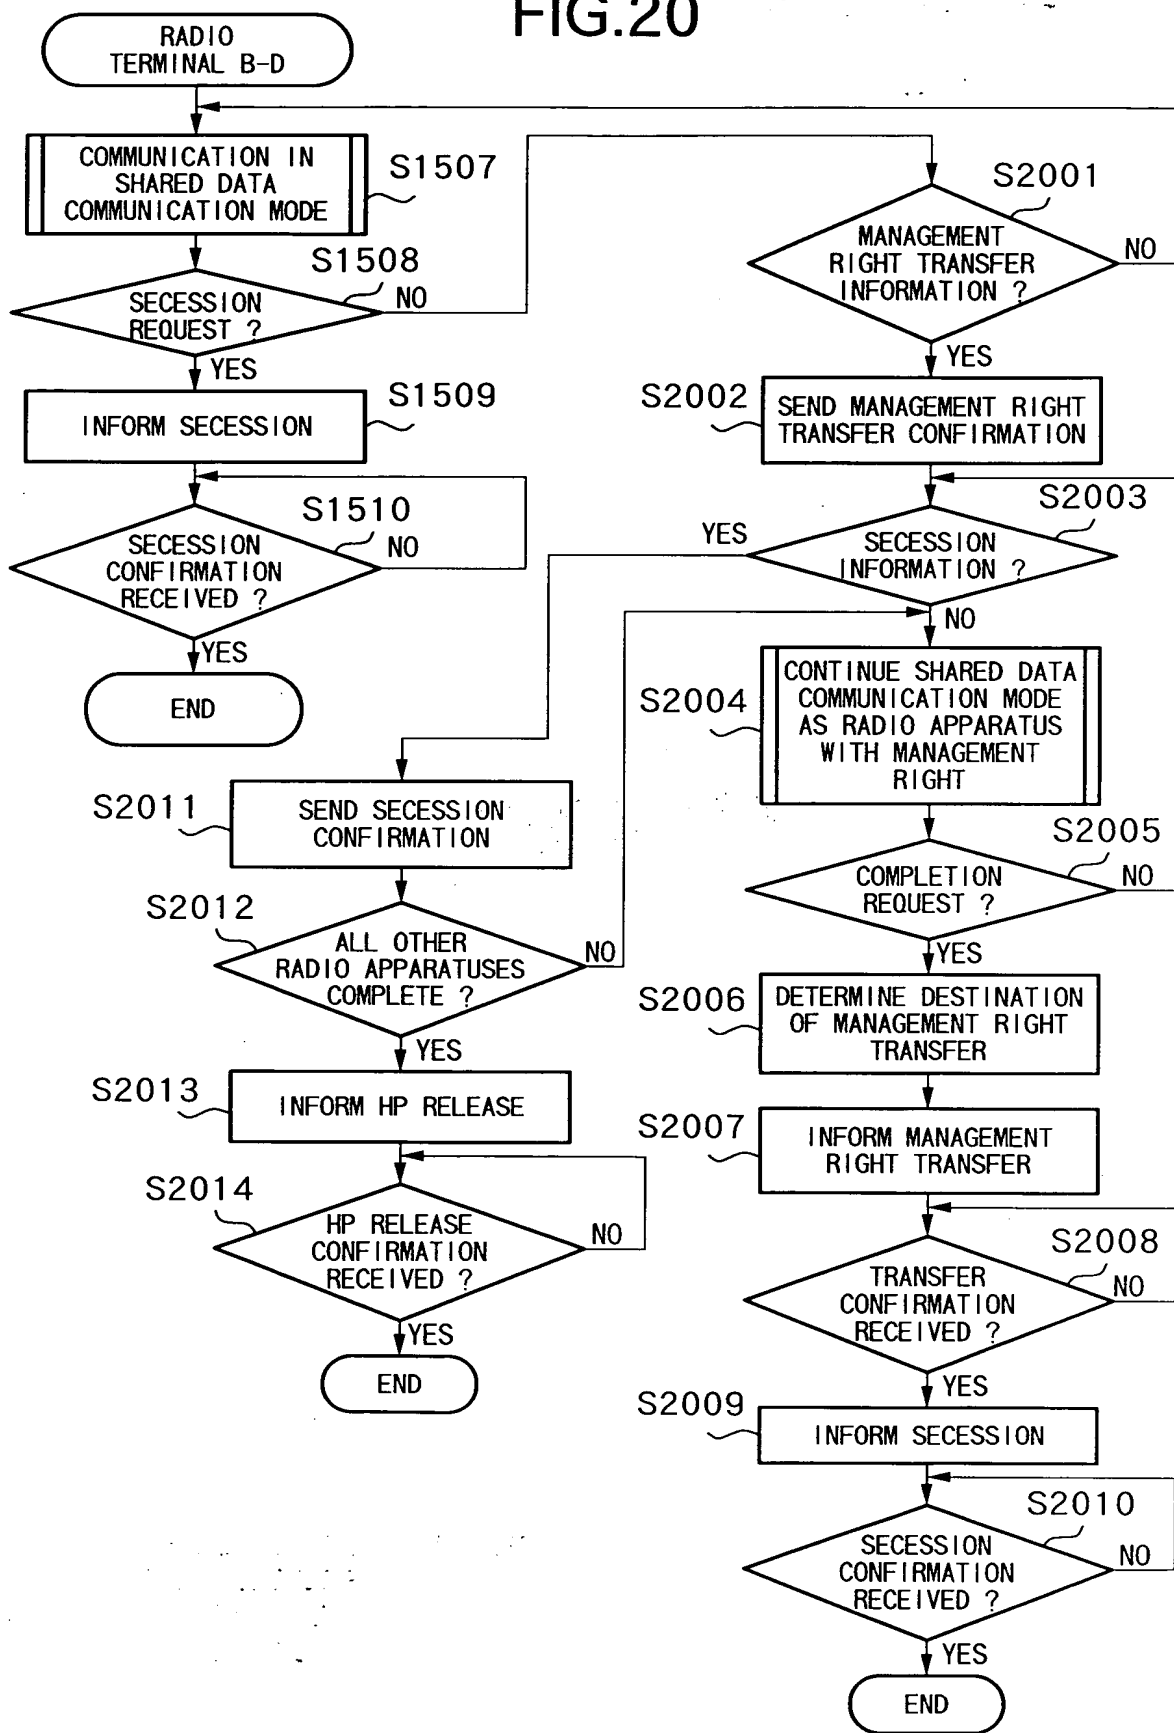 FIG.20
RADIO
TERMINAL B-D
COMMUNICATION IN
SHARED DATA
COMMUNICATION MODE
S1507
S1508
SECESSION
REQUEST ?
NO
YES
S1509
INFORM SECESSION
S1510
SECESSION
CONFIRMATION
RECEIVED ?
NO
YES
END
S2001
MANAGEMENT
RIGHT TRANSFER
INFORMATION ?
NO
YES
S2002
SEND MANAGEMENT RIGHT
TRANSFER CONFIRMATION
S2003
SECESSION
INFORMATION ?
YES
NO
S2004
CONTINUE SHARED DATA
COMMUNICATION MODE
AS RADIO APPARATUS
WITH MANAGEMENT
RIGHT
S2005
COMPLETION
REQUEST ?
NO
YES
S2006
DETERMINE DESTINATION
OF MANAGEMENT RIGHT
TRANSFER
S2007
INFORM MANAGEMENT
RIGHT TRANSFER
S2008
TRANSFER
CONFIRMATION
RECEIVED ?
NO
YES
S2009
INFORM SECESSION
S2010
SECESSION
CONFIRMATION
RECEIVED ?
NO
YES
END
S2011
SEND SECESSION
CONFIRMATION
S2012
ALL OTHER
RADIO APPARATUSES
COMPLETE ?
NO
YES
S2013
INFORM HP RELEASE
S2014
HP RELEASE
CONFIRMATION
RECEIVED ?
NO
YES
END